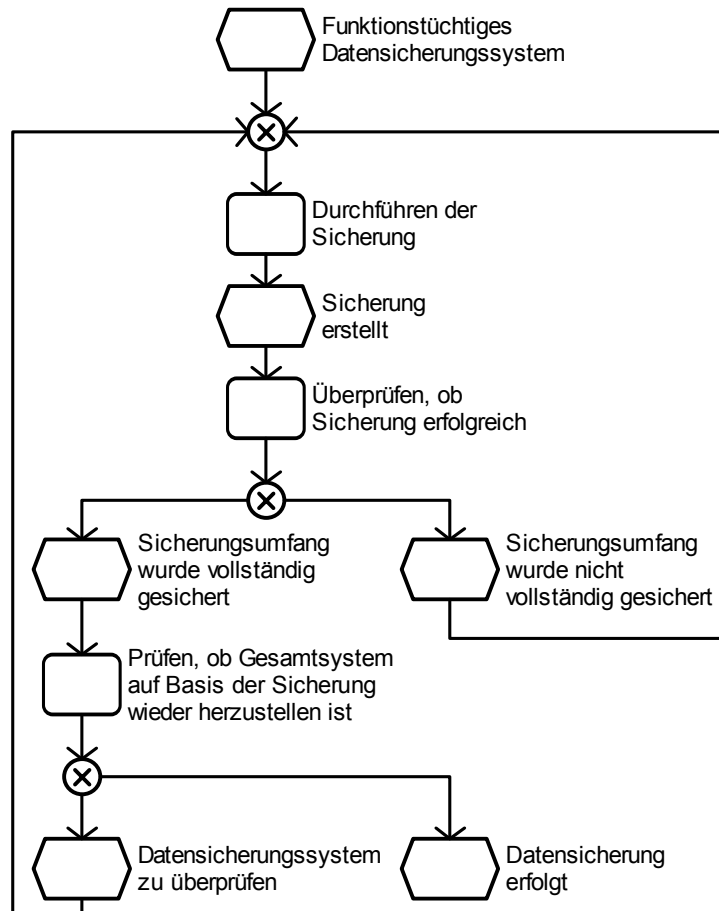 Funktionstüchtiges
Datensicherungssystem
Durchführen der
Sicherung
Sicherung
erstellt
Überprüfen, ob
Sicherung erfolgreich
Sicherungsumfang
wurde vollständig
gesichert
Sicherungsumfang
wurde nicht
vollständig gesichert
Prüfen, ob Gesamtsystem
auf Basis der Sicherung
wieder herzustellen ist
Datensicherungssystem
zu überprüfen
Datensicherung
erfolgt